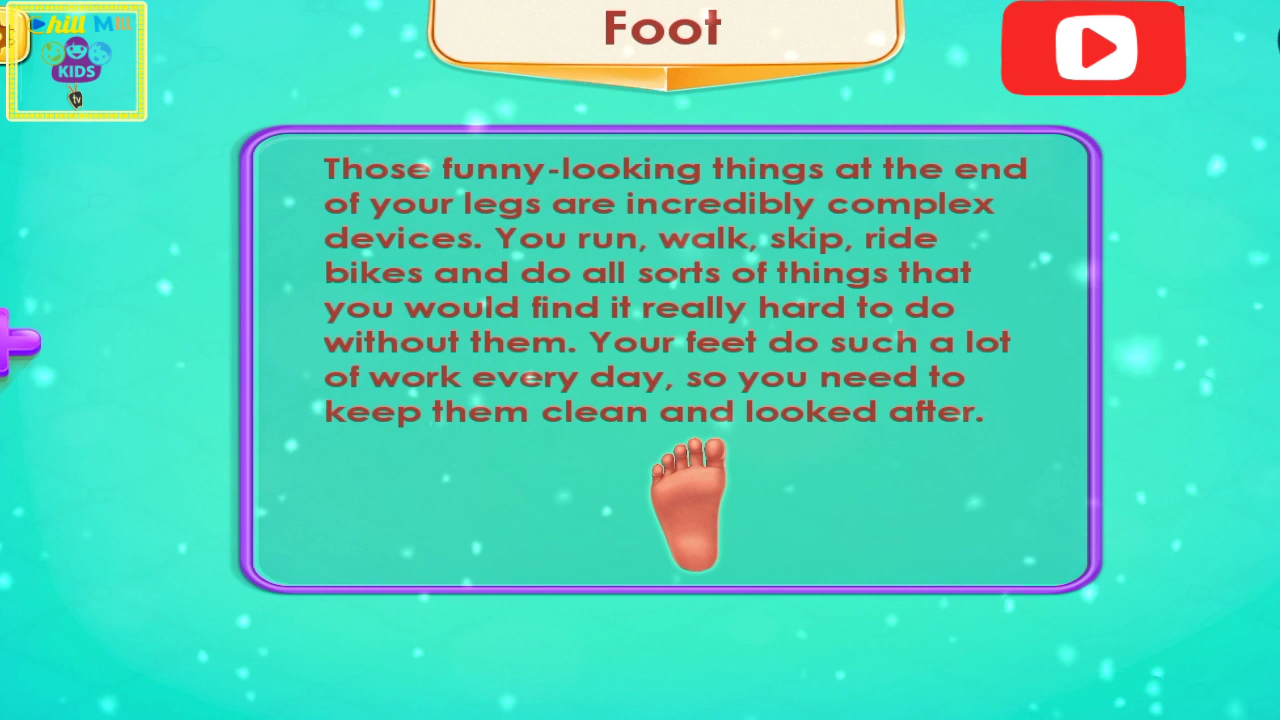 Foot
Chill Mill
KIDS
tv
Those funny-looking things at the end
of your legs are incredibly complex
devices. You run, walk, skip, ride
bikes and do all sorts of things that
you would find it really hard to do
without them. Your feet do such a lot
of work every day, so you need to
keep them clean and looked after.